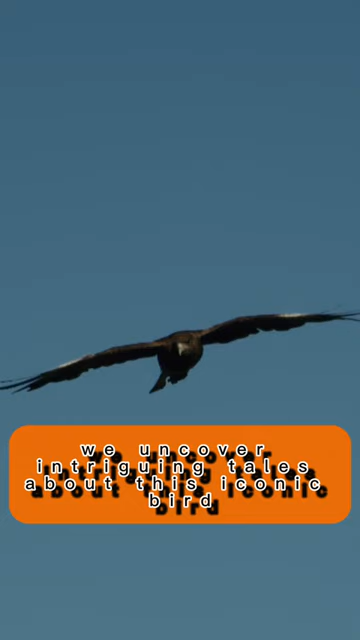 we uncover
intriguing tales
about this iconic
bird